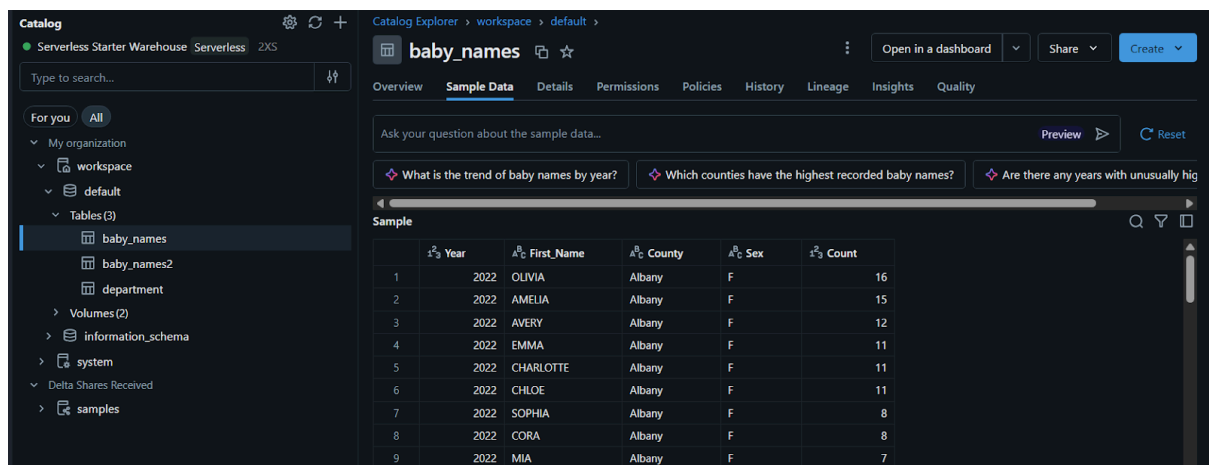 Catalog
Serverless Starter Warehouse Serverless 2XS
Type to search...
For you All
My organization
workspace
default
Tables (3)
baby_names
baby_names2
department
Volumes (2)
information_schema
system
Delta Shares Received
samples
Catalog Explorer > workspace > default >
baby_names
Open in a dashboard Share Create
Overview Sample Data Details Permissions Policies History Lineage Insights Quality
Ask your question about the sample data... Preview Reset
What is the trend of baby names by year? Which counties have the highest recorded baby names? Are there any years with unusually hig
Sample
123 Year ABC First_Name ABC County ABC Sex 123 Count
1 2022 OLIVIA Albany F 16
2 2022 AMELIA Albany F 15
3 2022 AVERY Albany F 12
4 2022 EMMA Albany F 11
5 2022 CHARLOTTE Albany F 11
6 2022 CHLOE Albany F 11
7 2022 SOPHIA Albany F 8
8 2022 CORA Albany F 8
9 2022 MIA Albany F 7